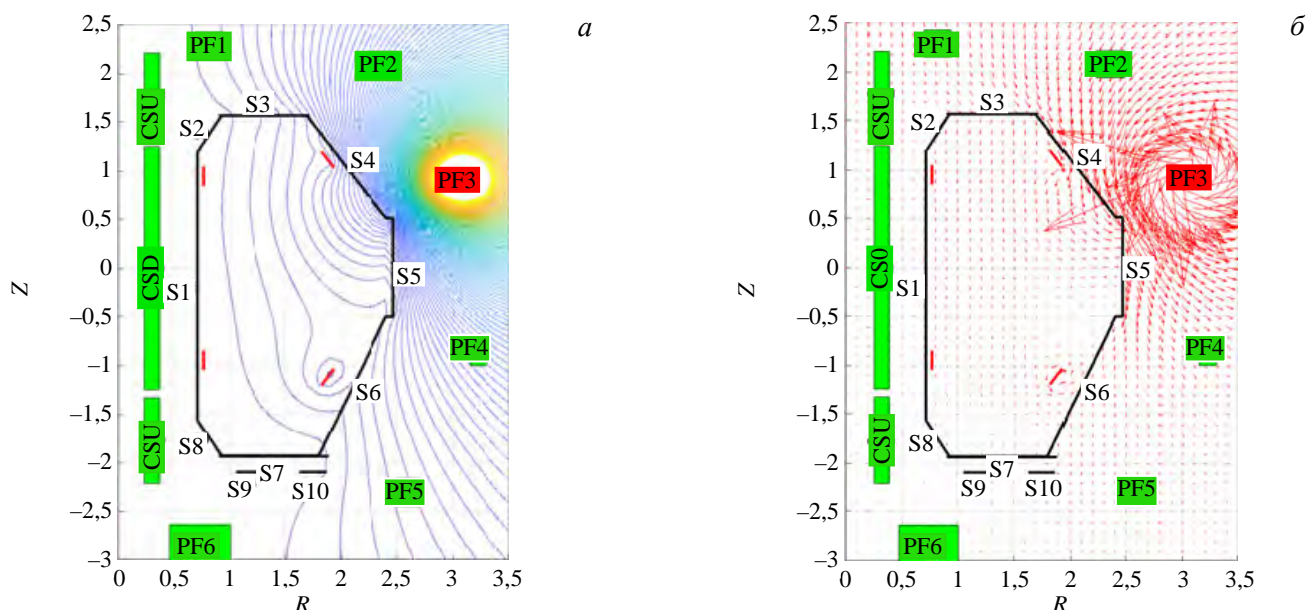 а
2,5
2
1,5
1
0,5
0
–0,5
–1
–1,5
–2
–2,5
–3
Z
0
0,5
1
1,5
2
2,5
3
3,5
R
PF1
PF2
CSU
S3
S2
S4
PF3
CSD
S1
S5
PF4
S6
CSU
S8
S7
S9
S10
PF5
PF6
б
2,5
2
1,5
1
0,5
0
–0,5
–1
–1,5
–2
–2,5
–3
Z
0
0,5
1
1,5
2
2,5
3
3,5
R
PF1
PF2
CSU
S3
S2
S4
PF3
CS0
S1
S5
PF4
S6
CSU
S8
S7
S9
S10
PF5
PF6